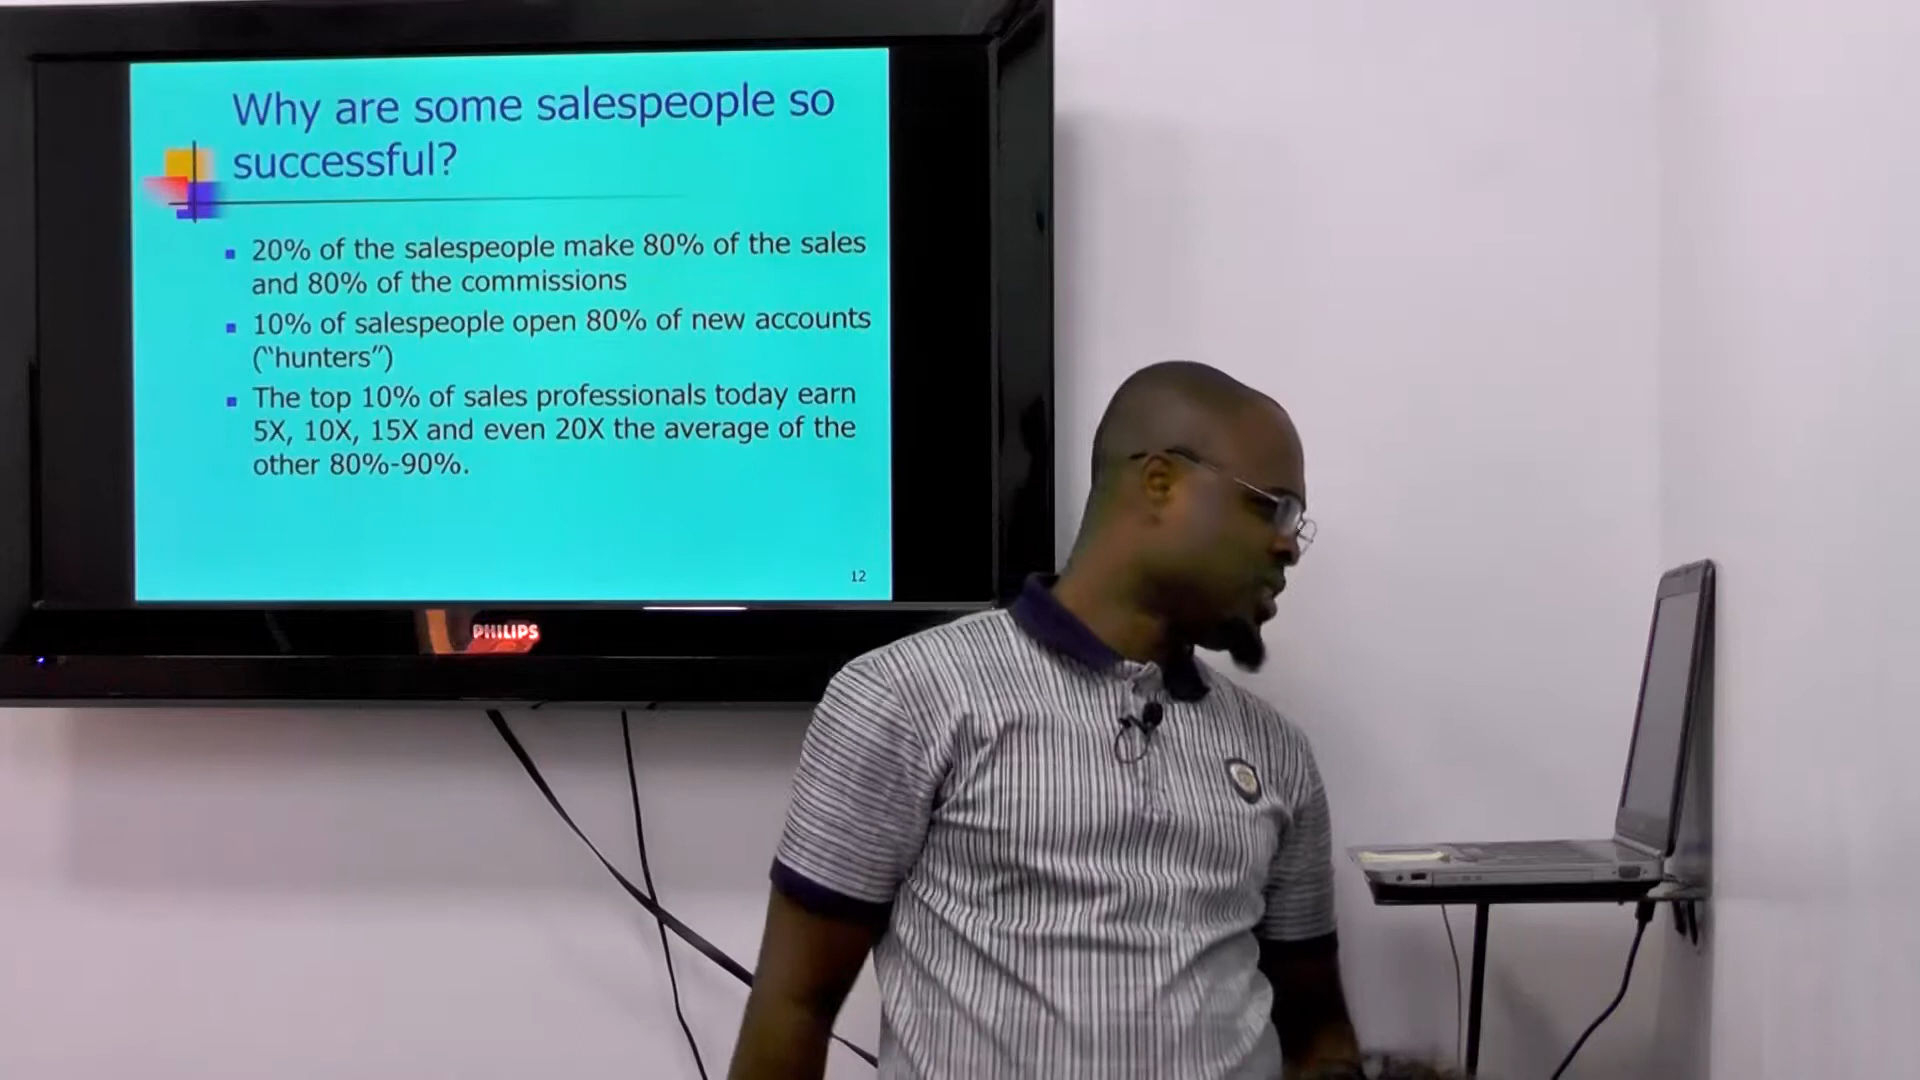 Why are some salespeople so
successful?
20% of the salespeople make 80% of the sales
and 80% of the commissions
10% of salespeople open 80% of new accounts
(“hunters”)
The top 10% of sales professionals today earn
5X, 10X, 15X and even 20X the average of the
other 80%-90%.
12
PHILIPS